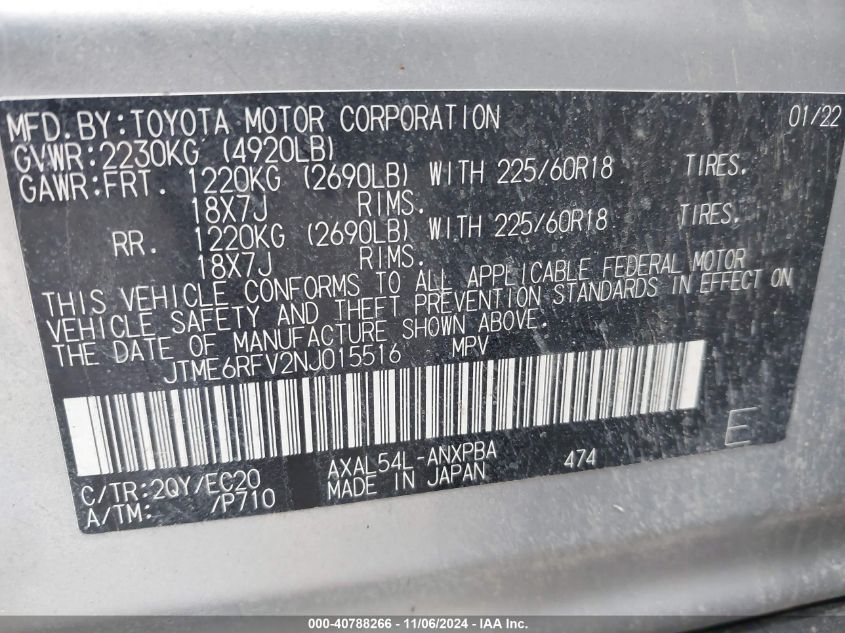 MFD. BY: TOYOTA MOTOR CORPORATION 01/22
GVWR: 2230KG (4920LB)
GAWR: FRT. 1220KG (2690LB) WITH 225/60R18 TIRES.
18X7J RIMS.
RR. 1220KG (2690LB) WITH 225/60R18 TIRES.
18X7J RIMS.
THIS VEHICLE CONFORMS TO ALL APPLICABLE FEDERAL MOTOR
VEHICLE SAFETY AND THEFT PREVENTION STANDARDS IN EFFECT ON
THE DATE OF MANUFACTURE SHOWN ABOVE.
JTME6RFV2NJ015516 MPV
E
C/TR: 2QY/EC20 AXAL54L-ANXPBA 474
A/TM: /P710 MADE IN JAPAN
000-40788266 - 11/06/2024 - IAA Inc.